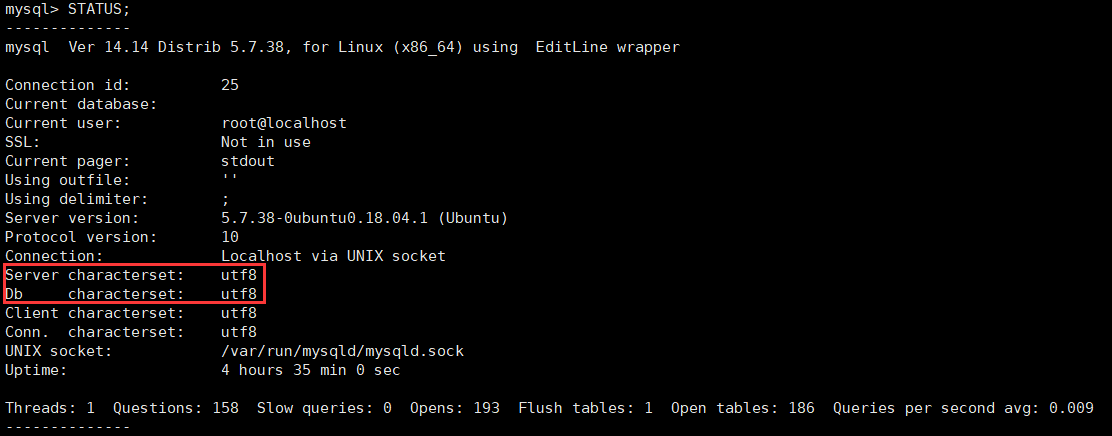 mysql> STATUS;
--------------
mysql  Ver 14.14 Distrib 5.7.38, for Linux (x86_64) using  EditLine wrapper

Connection id:          25
Current database:
Current user:           root@localhost
SSL:                    Not in use
Current pager:          stdout
Using outfile:          ''
Using delimiter:        ;
Server version:         5.7.38-0ubuntu0.18.04.1 (Ubuntu)
Protocol version:       10
Connection:             Localhost via UNIX socket
Server characterset:    utf8
Db     characterset:    utf8
Client characterset:    utf8
Conn.  characterset:    utf8
UNIX socket:            /var/run/mysqld/mysqld.sock
Uptime:                 4 hours 35 min 0 sec

Threads: 1  Questions: 158  Slow queries: 0  Opens: 193  Flush tables: 1  Open tables: 186  Queries per second avg: 0.009
--------------